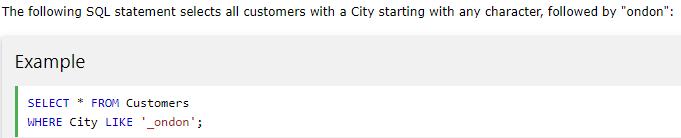 The following SQL statement selects all customers with a City starting with any character, followed by "ondon":
Example
SELECT * FROM Customers
WHERE City LIKE '_ondon';